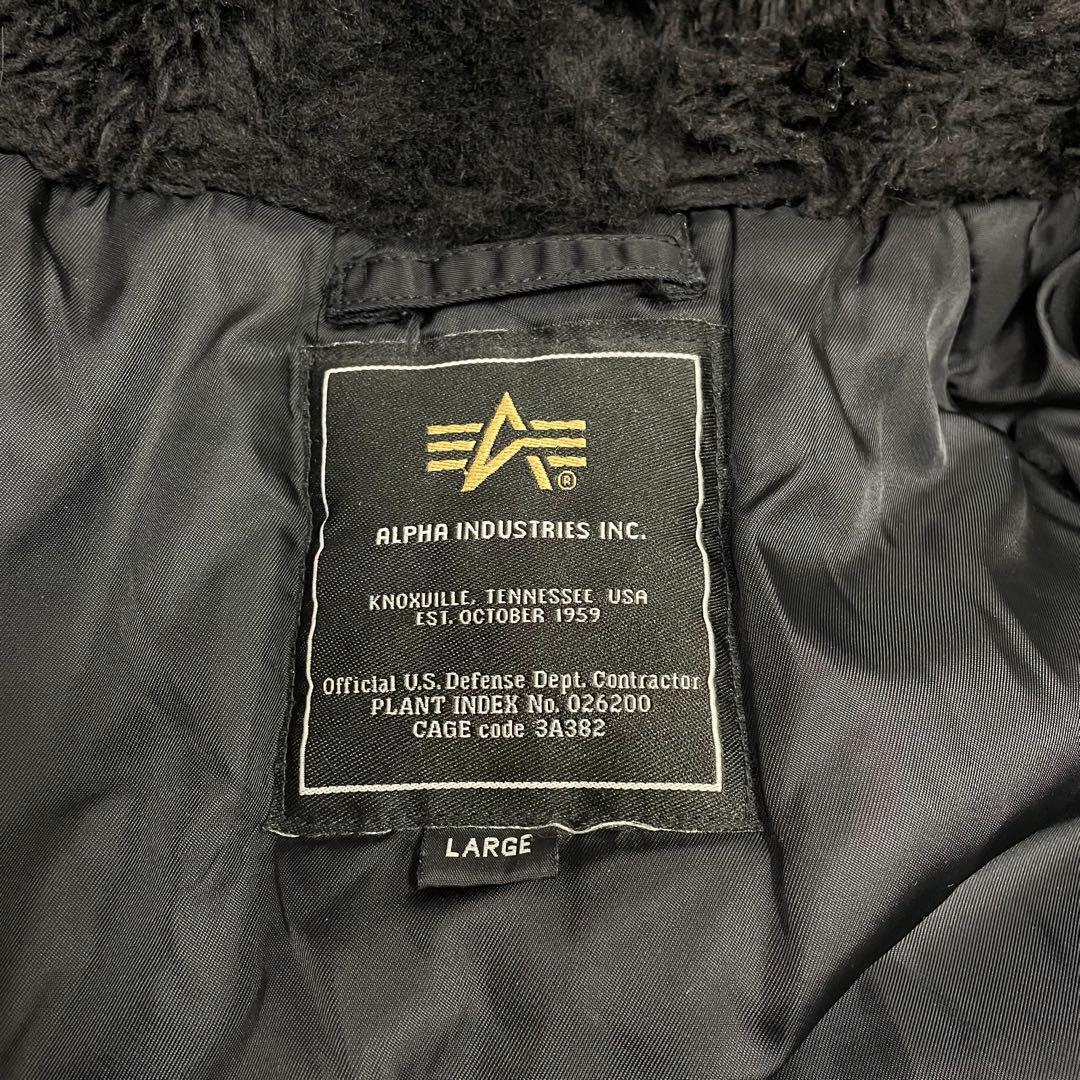 ®
ALPHA INDUSTRIES INC.
KNOXVILLE, TENNESSEE, USA
EST. OCTOBER 1959
Official U.S. Defense Dept. Contractor
PLANT INDEX No. 026200
CAGE code 3A382
LARGE